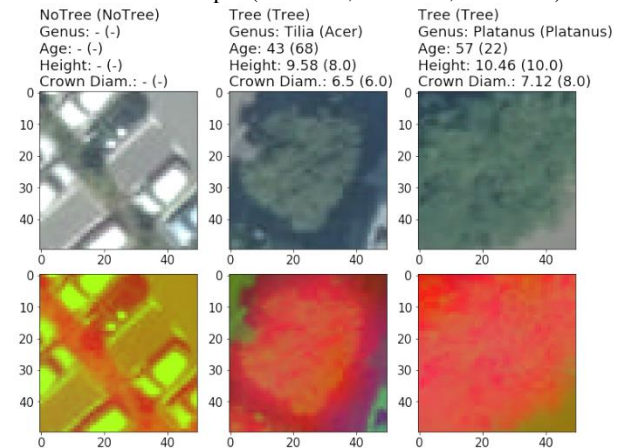 NoTree (NoTree)
Genus: - (-)
Age: - (-)
Height: - (-)
Crown Diam.: - (-)
Tree (Tree)
Genus: Tilia (Acer)
Age: 43 (68)
Height: 9.58 (8.0)
Crown Diam.: 6.5 (6.0)
Tree (Tree)
Genus: Platanus (Platanus)
Age: 57 (22)
Height: 10.46 (10.0)
Crown Diam.: 7.12 (8.0)
0
10
20
30
40
0 20 40
0
10
20
30
40
0 20 40
0
10
20
30
40
0 20 40
0
10
20
30
40
0 20 40
0
10
20
30
40
0 20 40
0
10
20
30
40
0 20 40